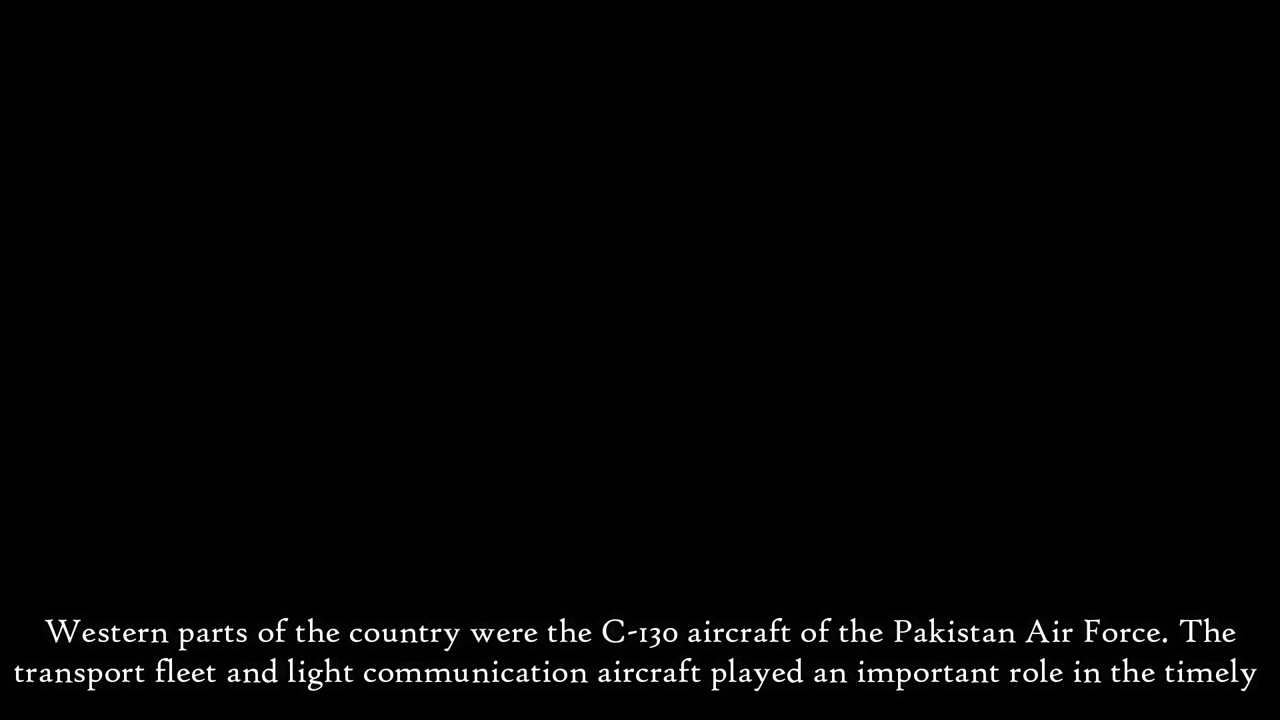 Western parts of the country were the C-130 aircraft of the Pakistan Air Force. The
transport fleet and light communication aircraft played an important role in the timely